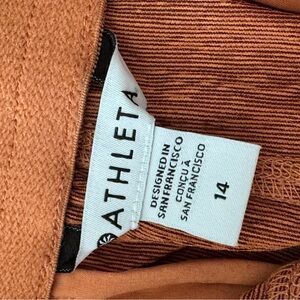 ATHLETA
DESIGNED IN
SAN FRANCISCO
CONÇU À
SAN FRANCISCO
14